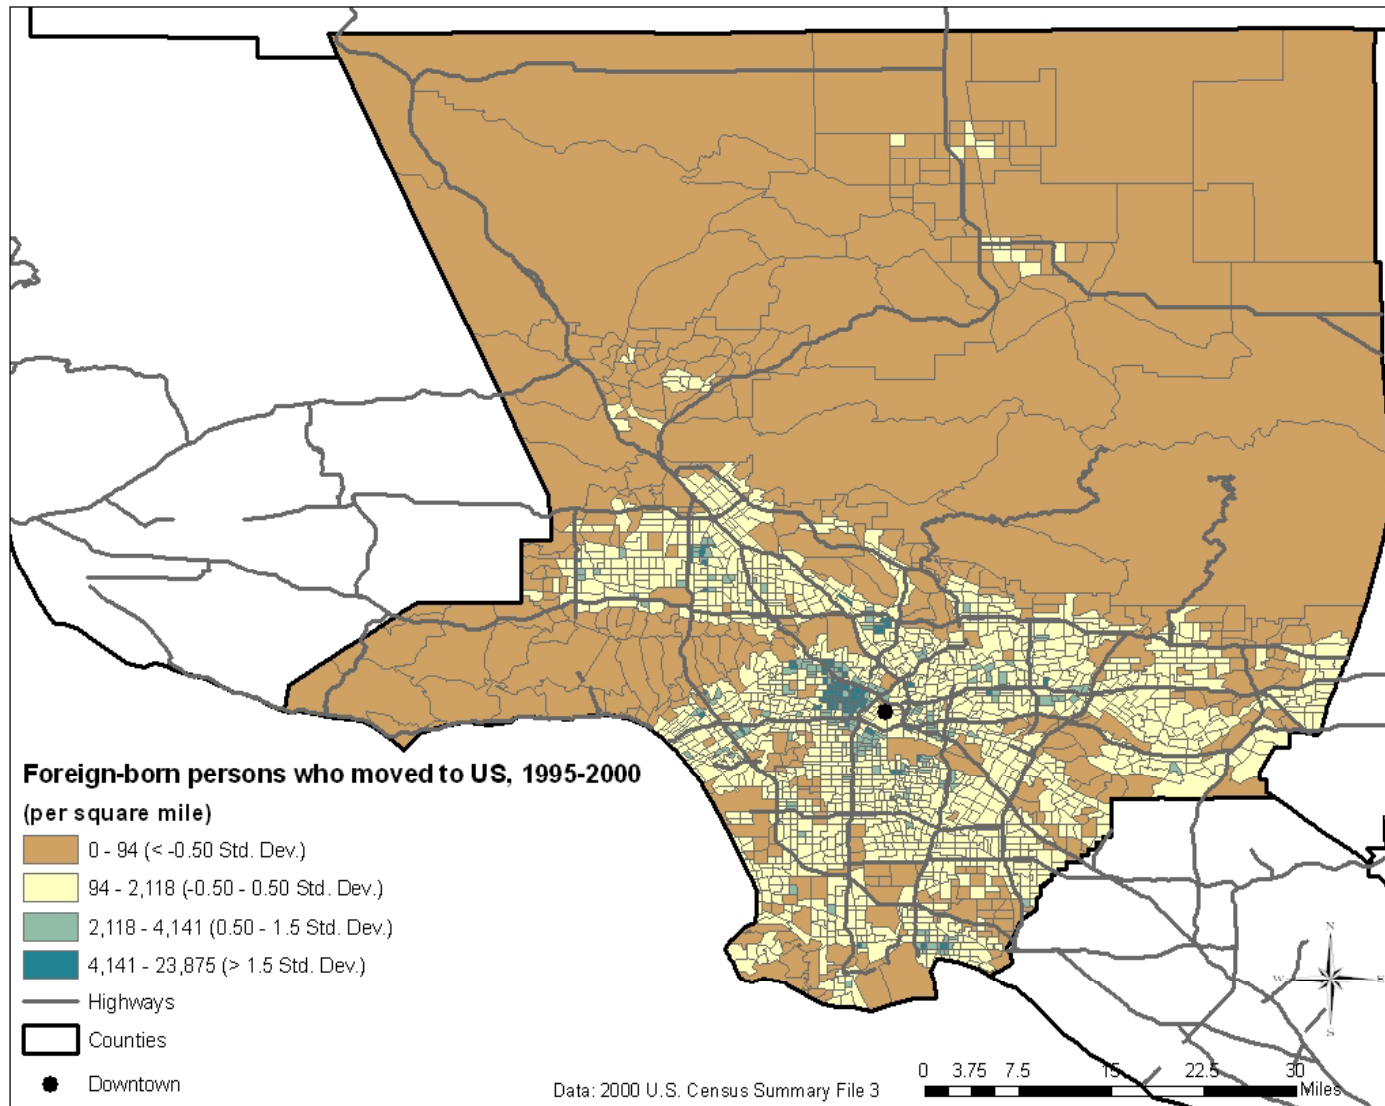 Foreign-born persons who moved to US, 1995-2000
(per square mile)
0 - 94 (< -0.50 Std. Dev.)
94 - 2,118 (-0.50 - 0.50 Std. Dev.)
2,118 - 4,141 (0.50 - 1.5 Std. Dev.)
4,141 - 23,875 (> 1.5 Std. Dev.)
Highways
Counties
Downtown
Data: 2000 U.S. Census Summary File 3
0 3.75 7.5 15 22.5 30
Miles
N
W E
S